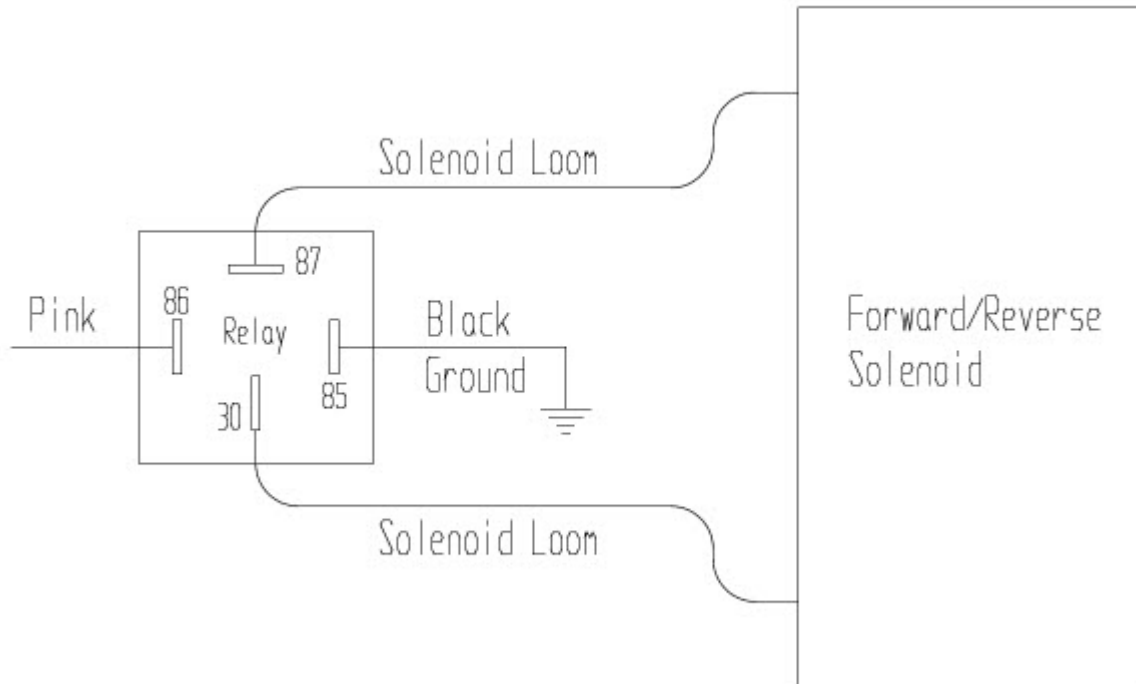 Solenoid Loom
87
86
Pink
Relay
Black
Ground
85
30
Forward/Reverse
Solenoid
Solenoid Loom